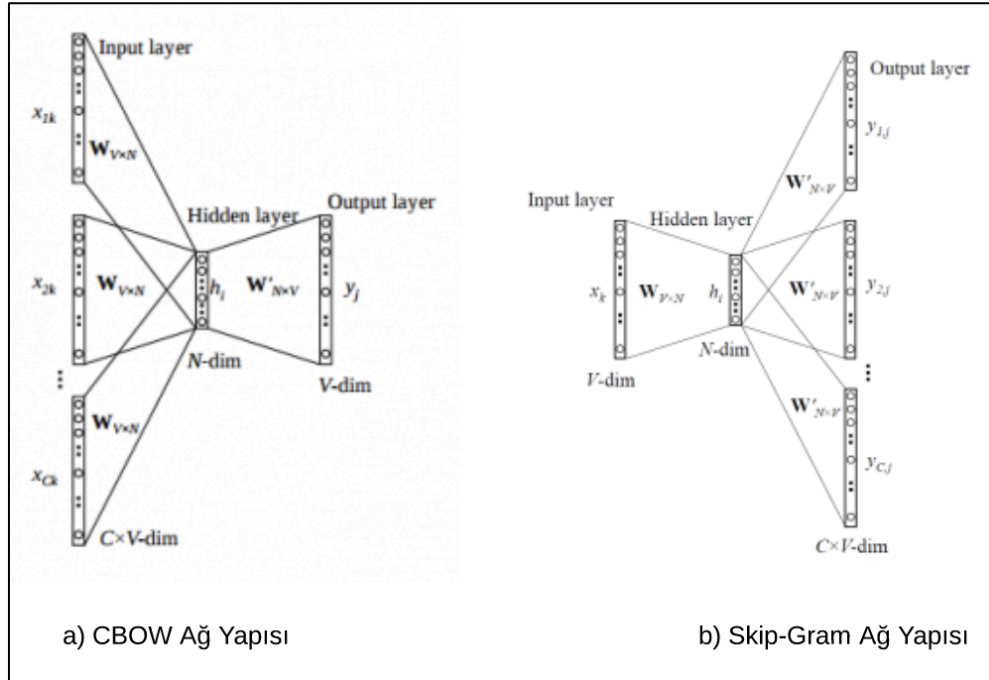 Input layer
x1k
WV×N
Hidden layer
Output layer
x2k
WV×N
hi
W'N×V
yj
N-dim
V-dim
WV×N
xCk
C×V-dim
a) CBOW Ağ Yapısı
Output layer
y1,j
W'N×V
Input layer
Hidden layer
xk
WV×N
hi
W'N×V
y2,j
N-dim
V-dim
W'N×V
yC,j
C×V-dim
b) Skip-Gram Ağ Yapısı